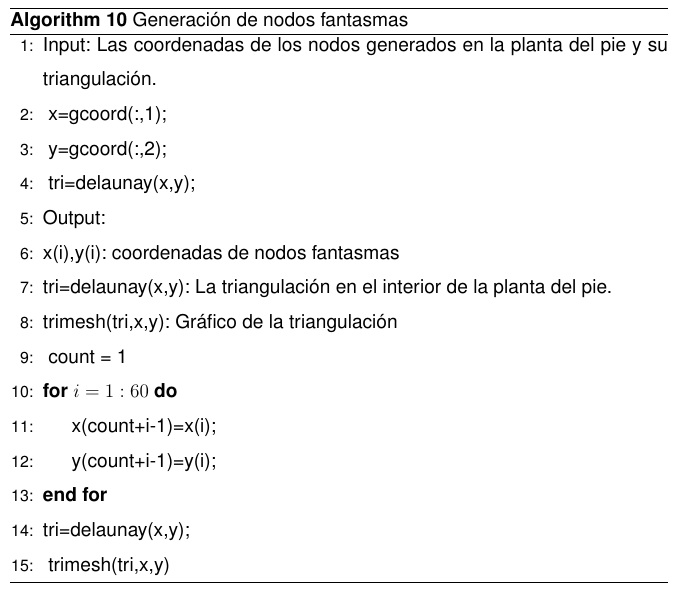 Algorithm 10 Generación de nodos fantasmas
1: Input: Las coordenadas de los nodos generados en la planta del pie y su
triangulación.
2: x=gcoord(:,1);
3: y=gcoord(:,2);
4: tri=delaunay(x,y);
5: Output:
6: x(i),y(i): coordenadas de nodos fantasmas
7: tri=delaunay(x,y): La triangulación en el interior de la planta del pie.
8: trimesh(tri,x,y): Gráfico de la triangulación
9: count = 1
10: for i = 1 : 60 do
11: x(count+i-1)=x(i);
12: y(count+i-1)=y(i);
13: end for
14: tri=delaunay(x,y);
15: trimesh(tri,x,y)